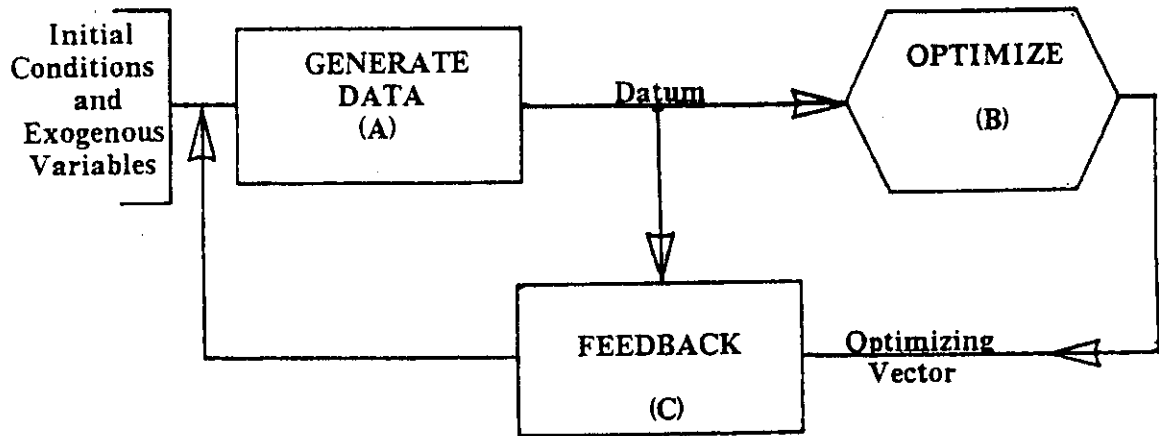 Initial
Conditions
and
Exogenous
Variables
GENERATE
DATA
(A)
Datum
OPTIMIZE
(B)
FEEDBACK
(C)
Optimizing
Vector